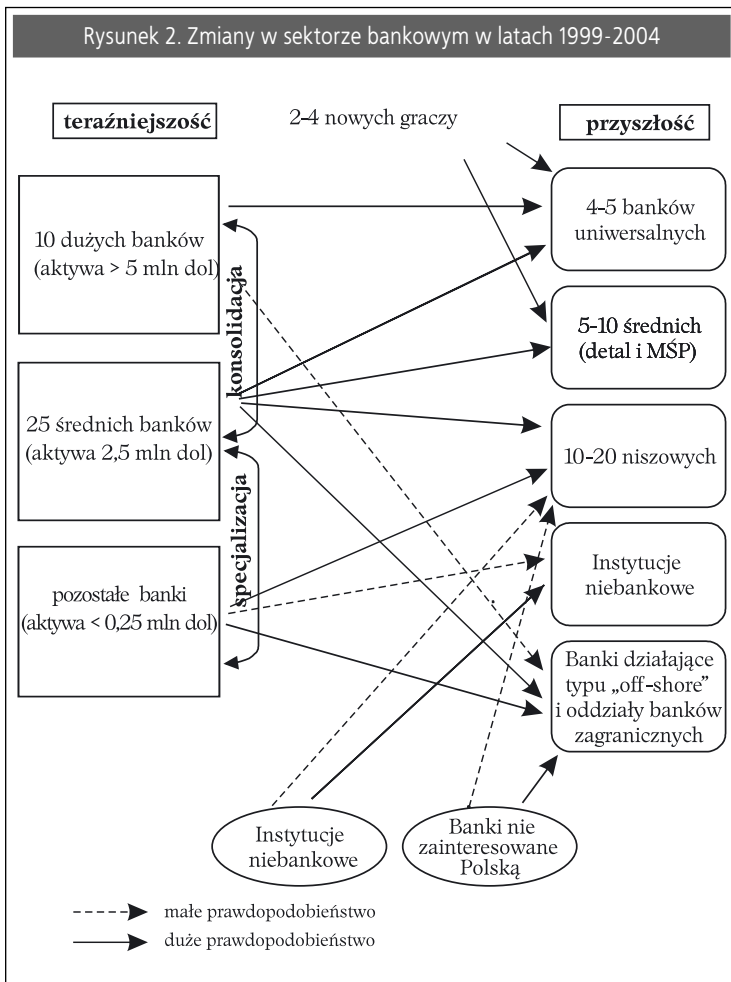 Rysunek 2. Zmiany w sektorze bankowym w latach 1999-2004
teraźniejszość
2-4 nowych graczy
przyszłość
10 dużych banków
(aktywa > 5 mln dol)
25 średnich banków
(aktywa 2,5 mln dol)
pozostałe banki
(aktywa < 0,25 mln dol)
konsolidacja
specjalizacja
4-5 banków
uniwersalnych
5-10 średnich
(detal i MŚP)
10-20 niszowych
Instytucje
niebankowe
Banki działające
typu „off-shore”
i oddziały banków
zagranicznych
Instytucje
niebankowe
Banki nie
zainteresowane
Polską
małe prawdopodobieństwo
duże prawdopodobieństwo